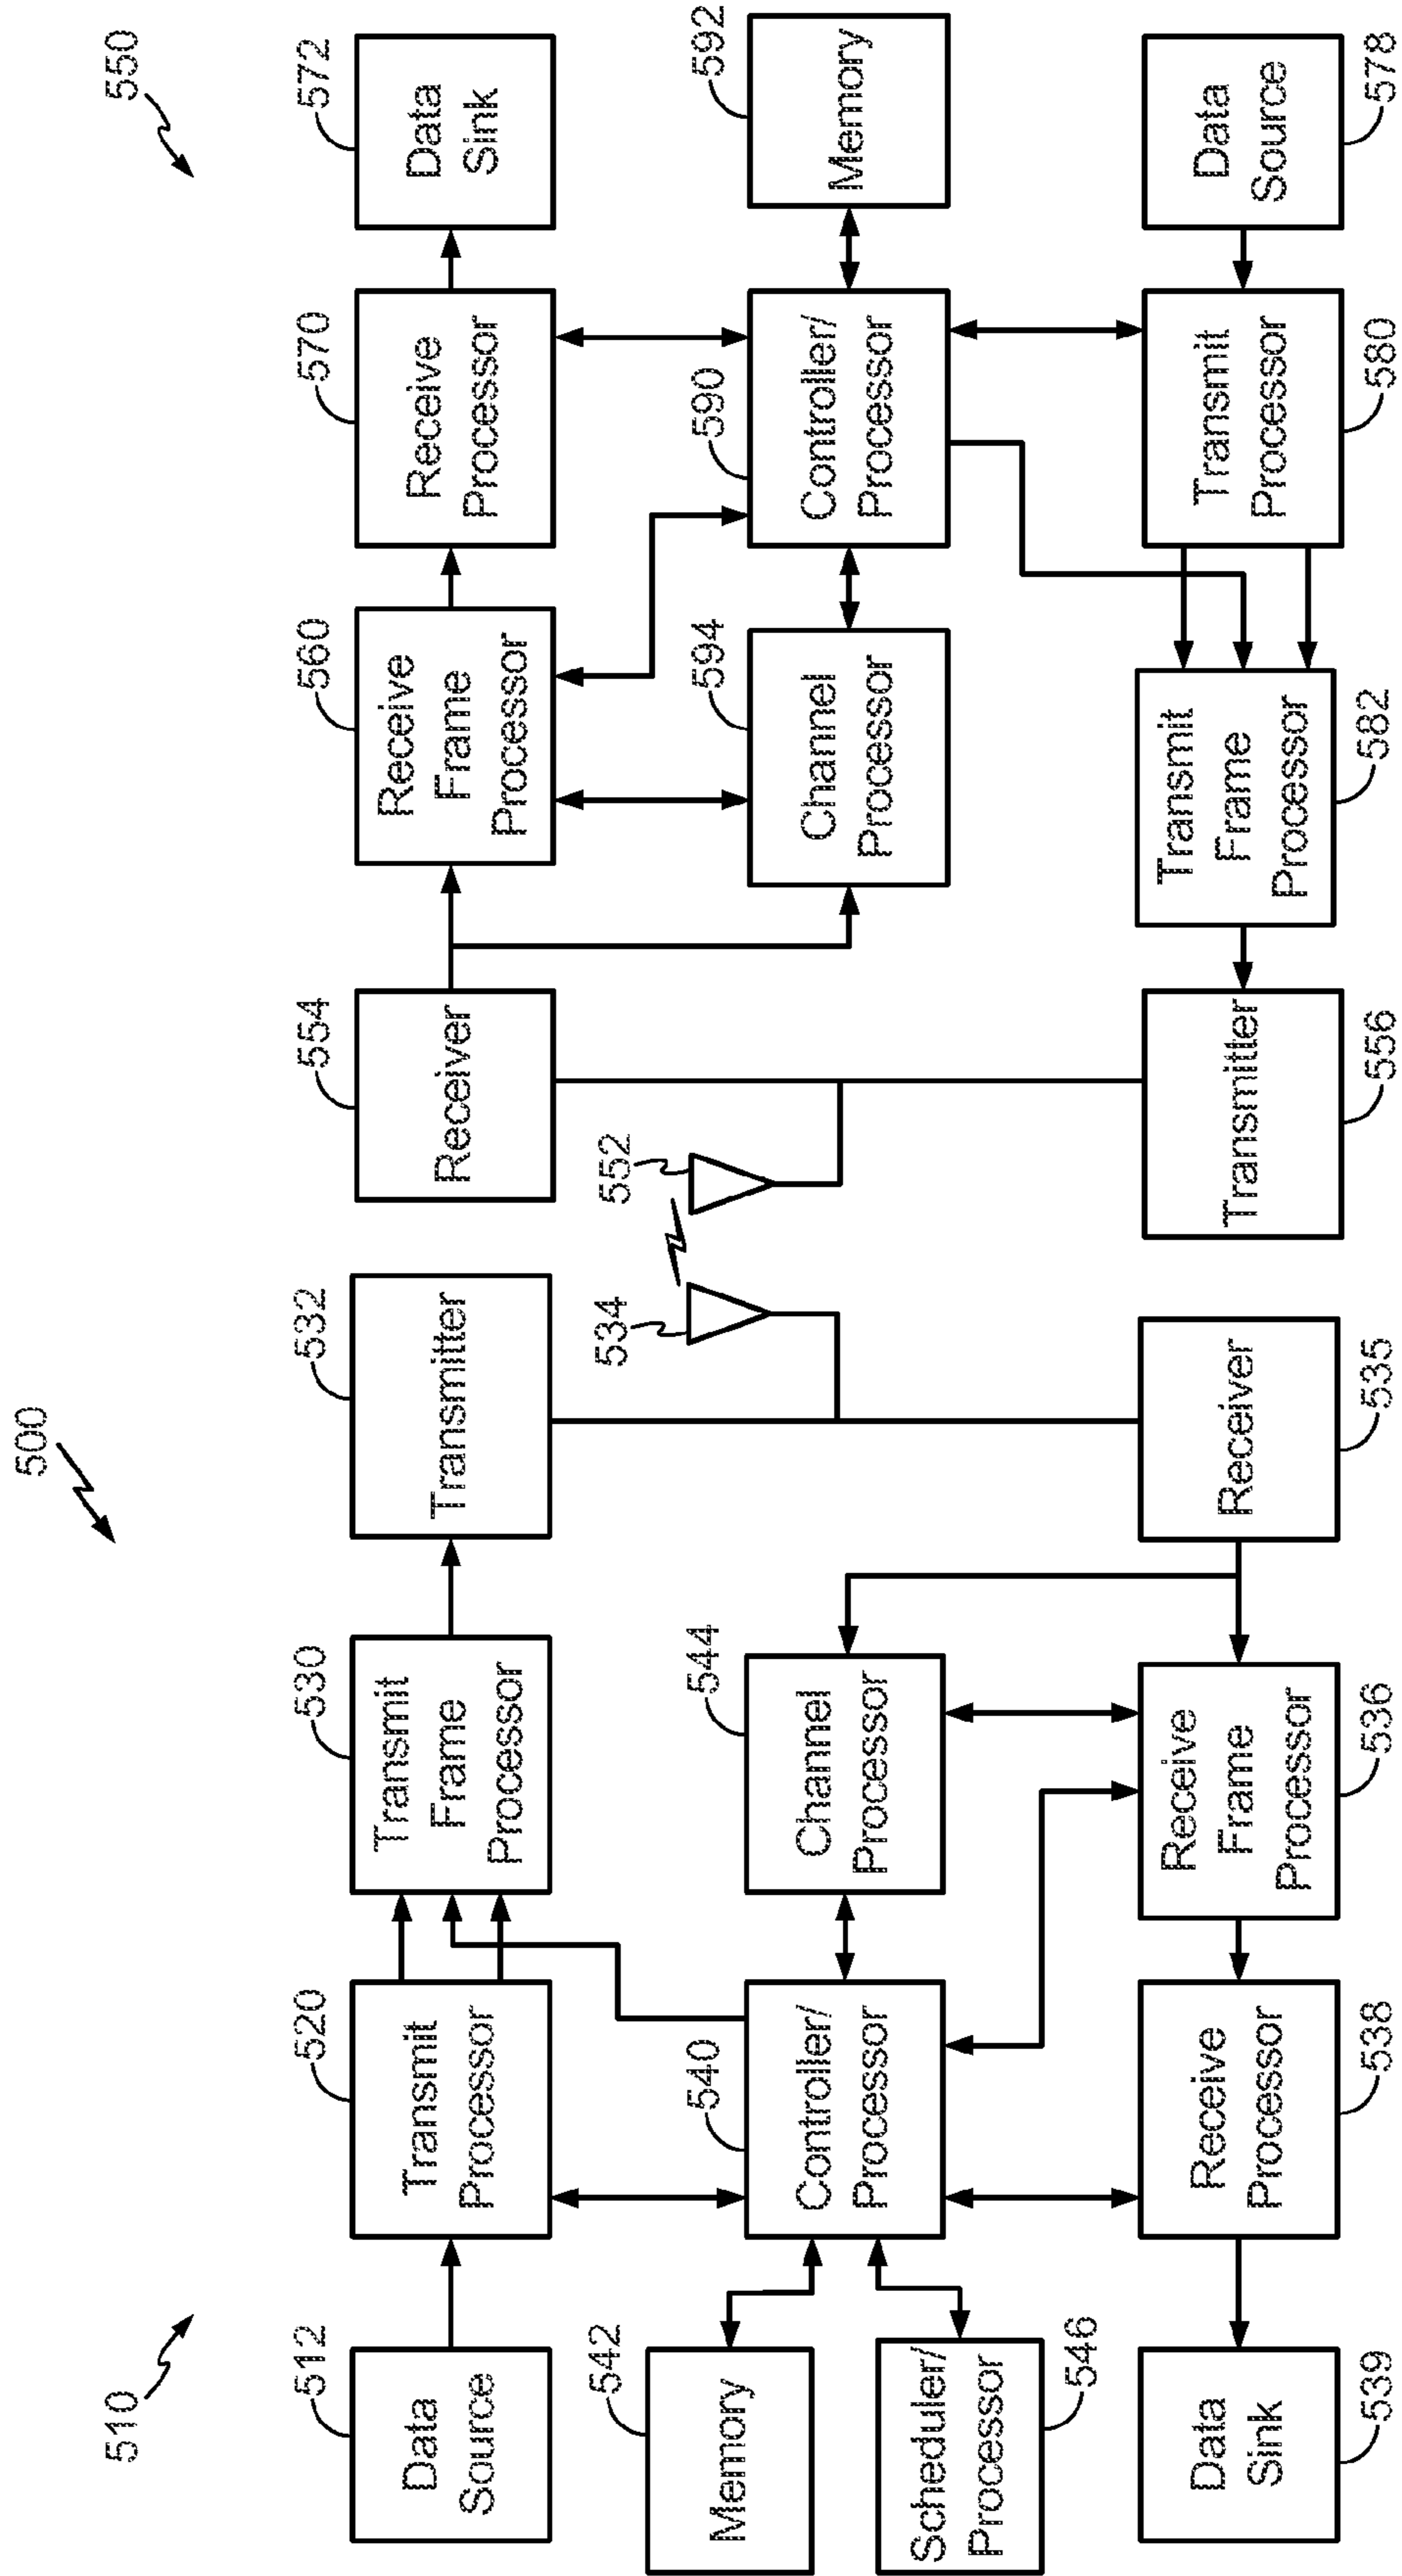 500
510
550
512
Data
Source
520
Transmit
Processor
530
Transmit
Frame
Processor
532
Transmitter
554
Receiver
560
Receive
Frame
Processor
570
Receive
Processor
572
Data
Sink
542
Memory
540
Controller/
Processor
544
Channel
Processor
534
552
594
Channel
Processor
590
Controller/
Processor
592
Memory
Scheduler/
Processor
546
Data
Sink
539
Receive
Processor
538
Receive
Frame
Processor
536
Receiver
535
Transmitter
556
Transmit
Frame
Processor
582
Transmit
Processor
580
Data
Source
578